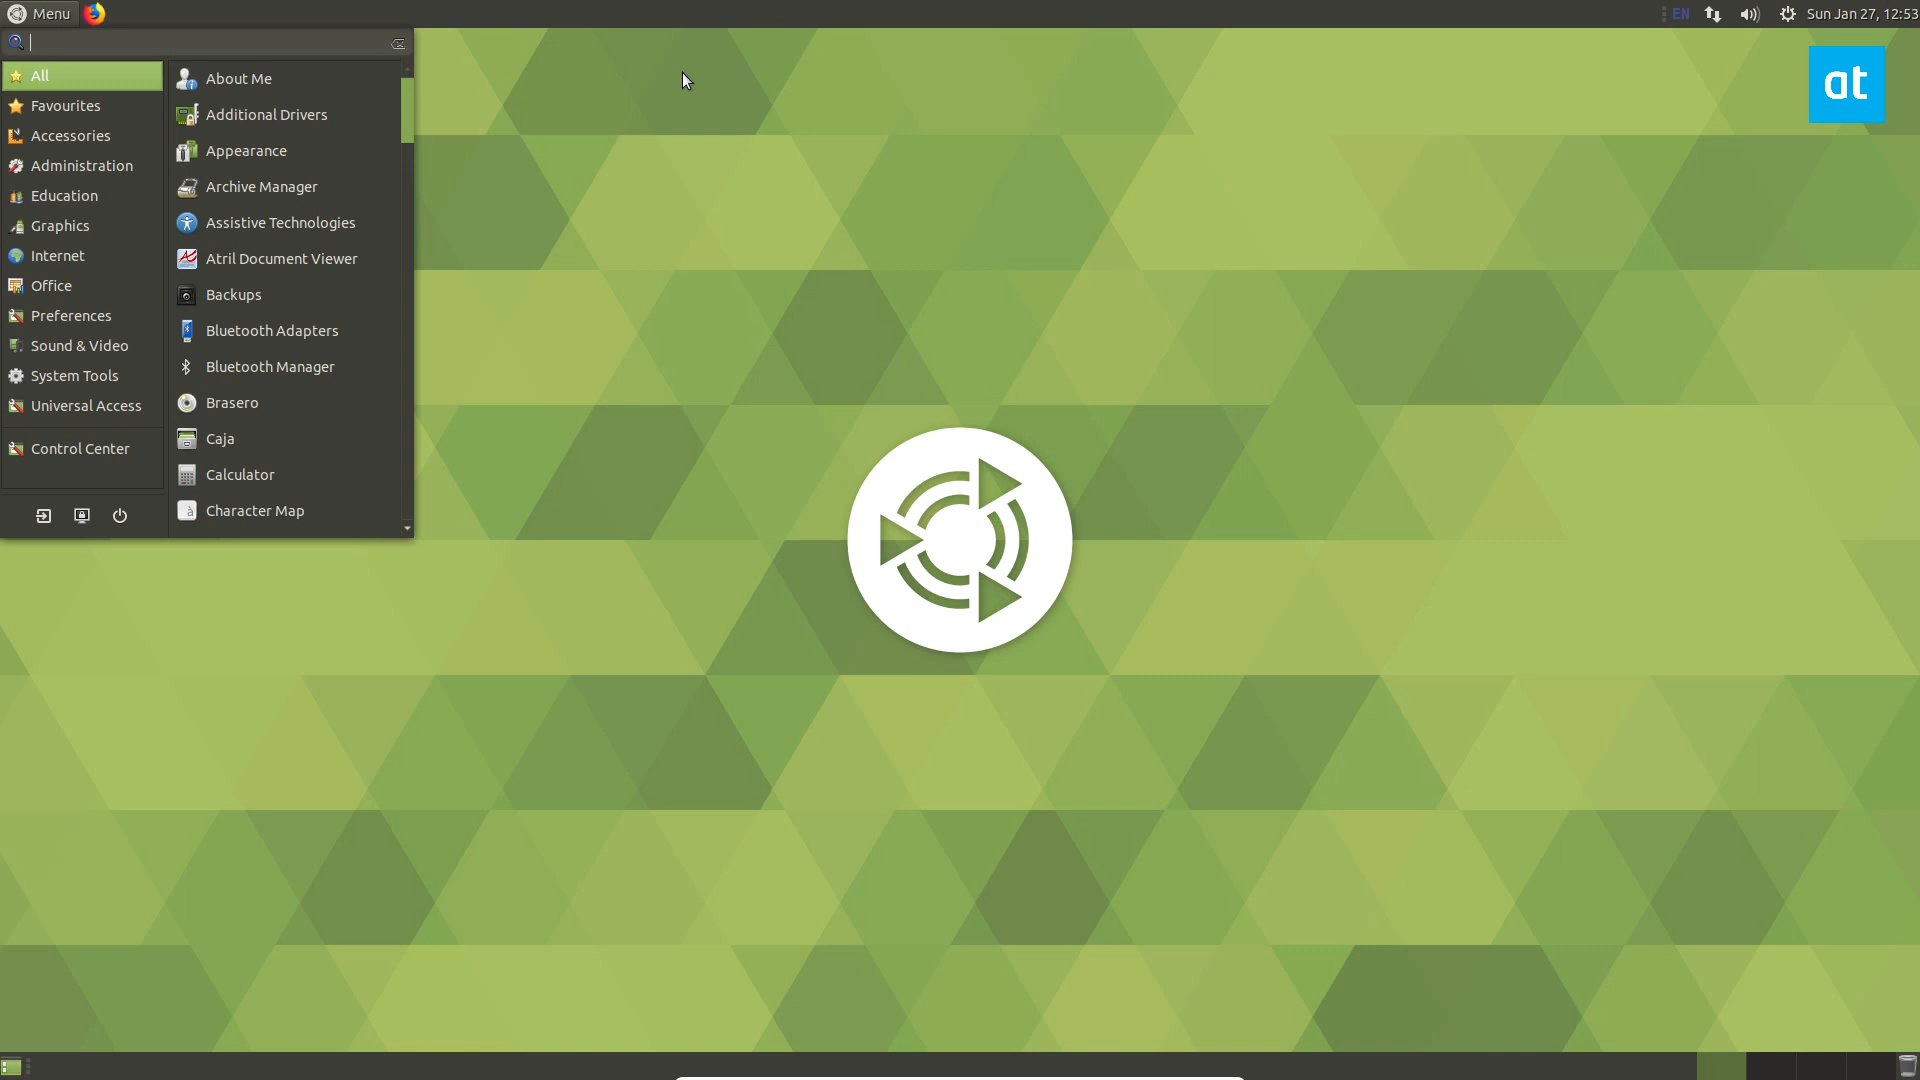 Menu
EN
Sun Jan 27, 12:53
at
All
Favourites
Accessories
Administration
Education
Graphics
Internet
Office
Preferences
Sound & Video
System Tools
Universal Access
Control Center
About Me
Additional Drivers
Appearance
Archive Manager
Assistive Technologies
Atril Document Viewer
Backups
Bluetooth Adapters
Bluetooth Manager
Brasero
Caja
Calculator
à Character Map